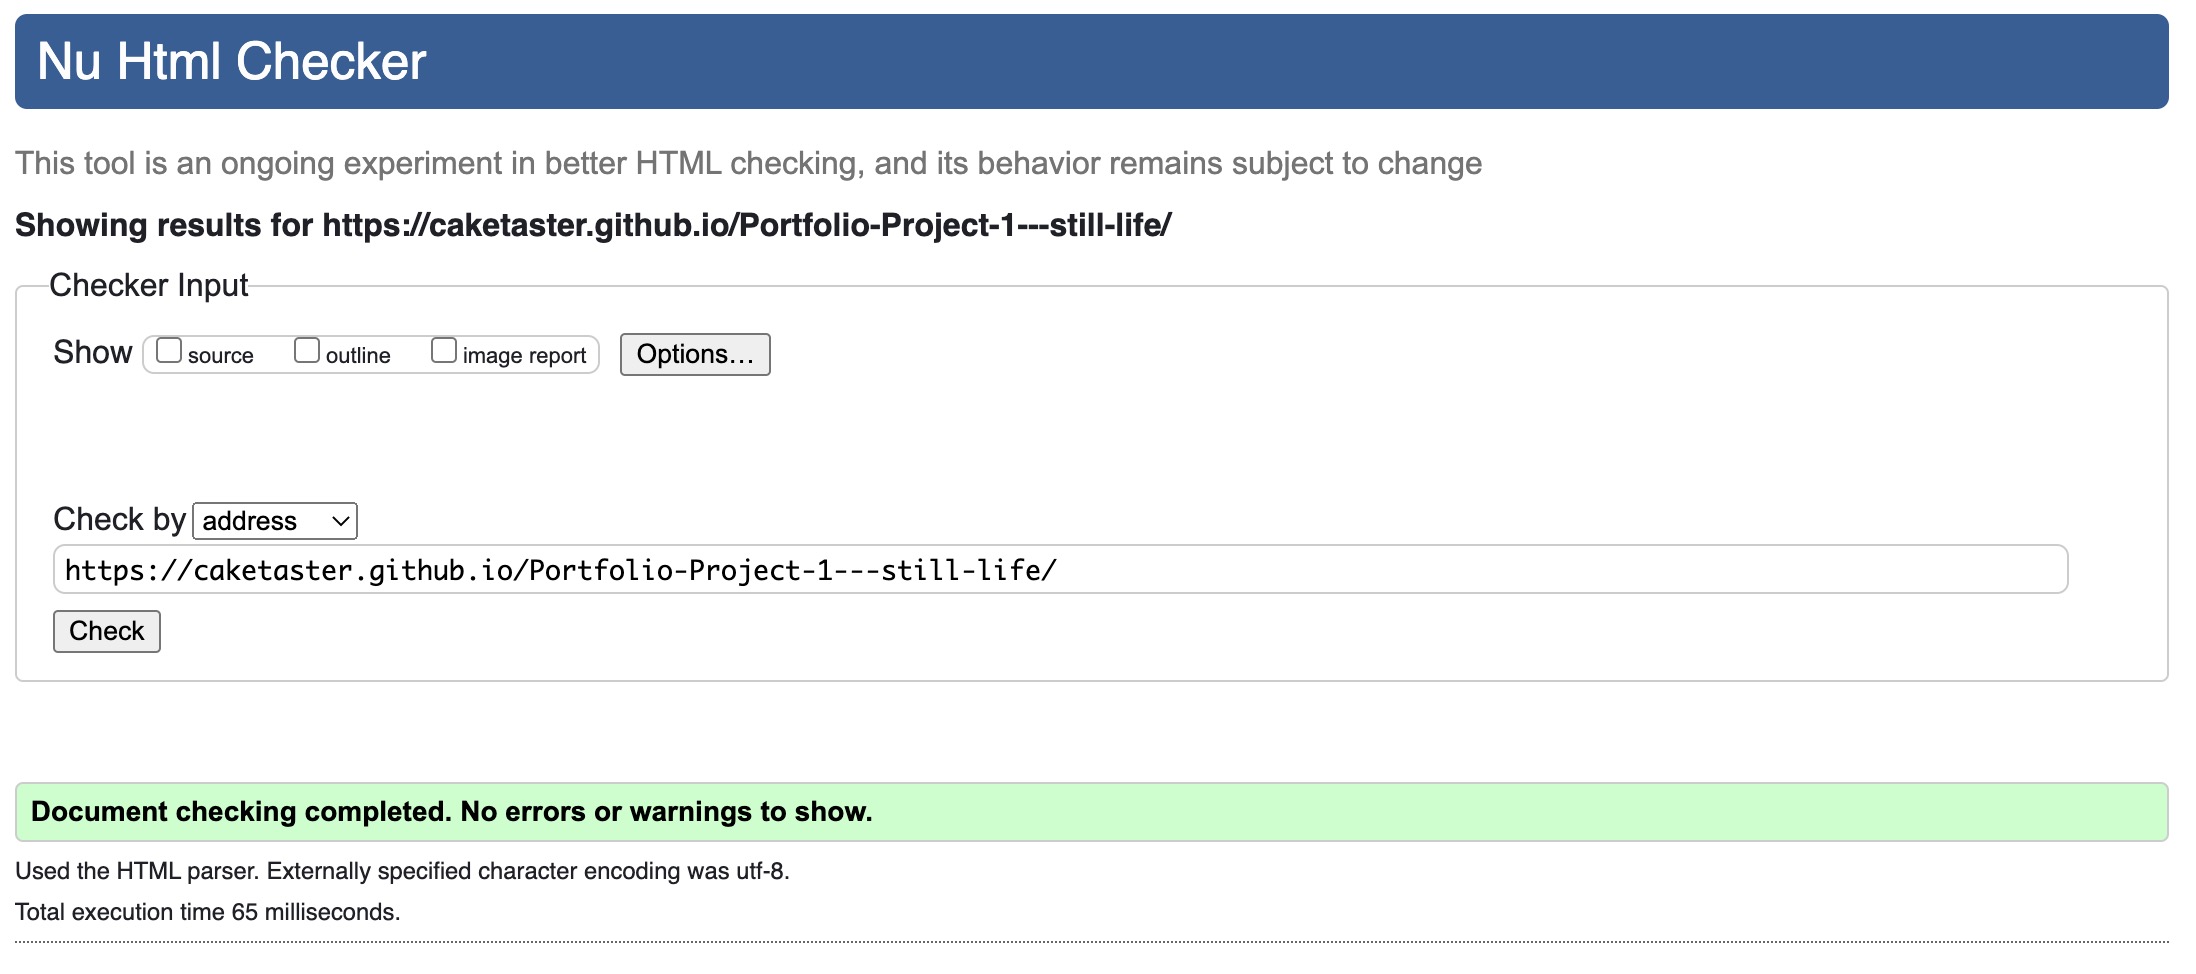 Nu Html Checker
This tool is an ongoing experiment in better HTML checking, and its behavior remains subject to change
Showing results for https://caketaster.github.io/Portfolio-Project-1---still-life/
Checker Input
Show source outline image report Options...
Check by address
https://caketaster.github.io/Portfolio-Project-1---still-life/
Check
Document checking completed. No errors or warnings to show.
Used the HTML parser. Externally specified character encoding was utf-8.
Total execution time 65 milliseconds.